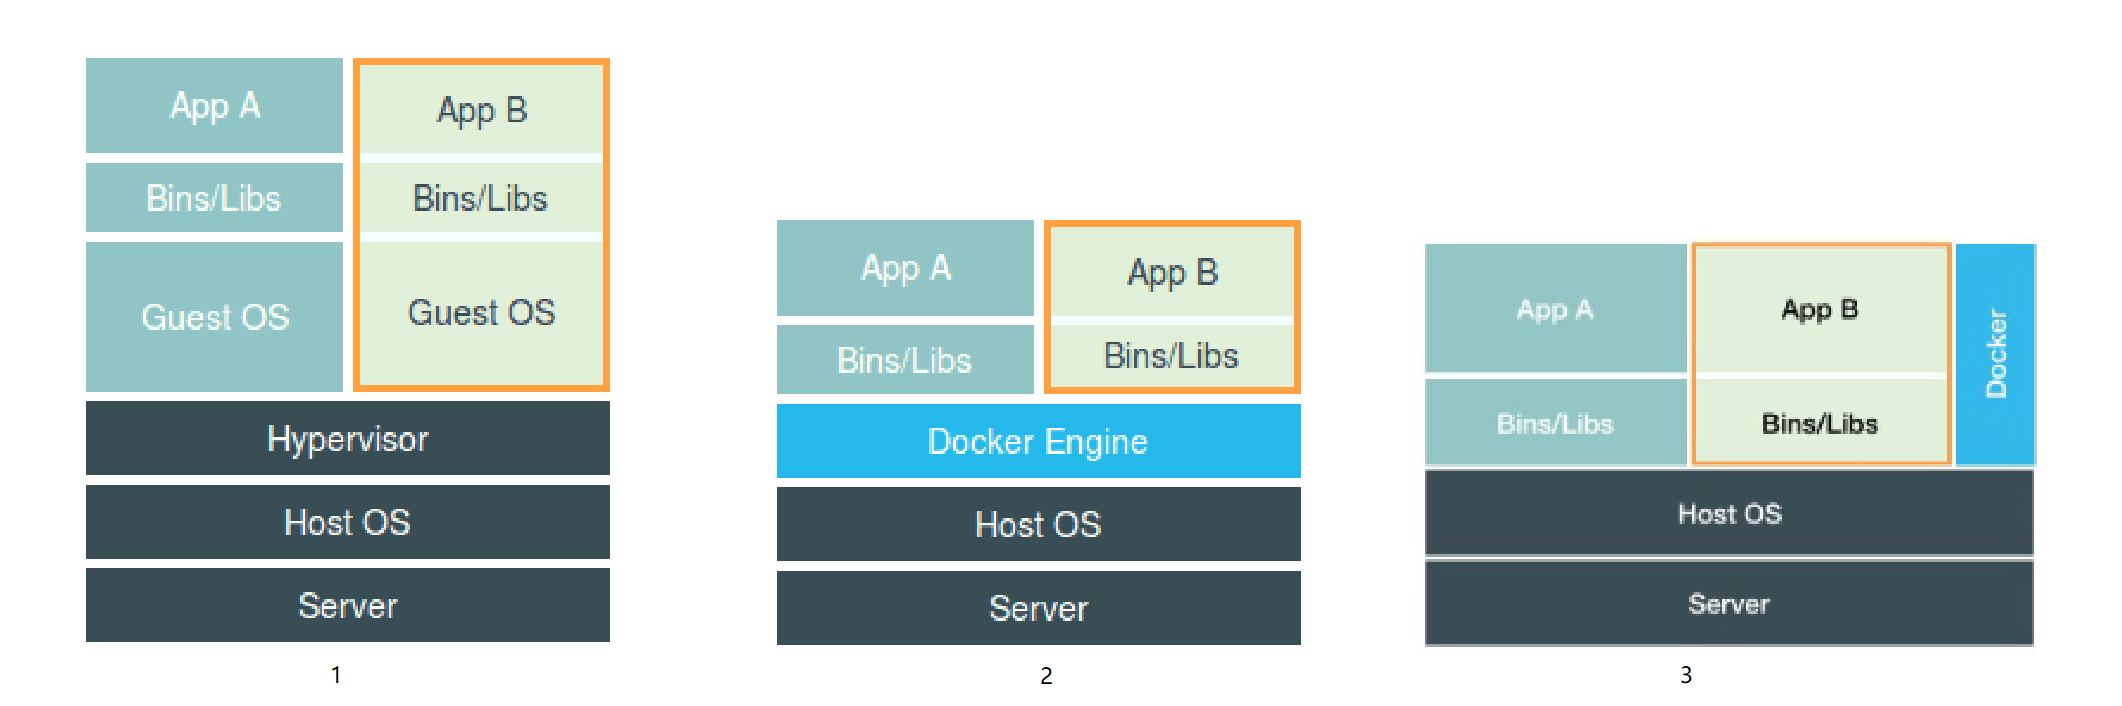 App A
App B
Bins/Libs
Bins/Libs
Guest OS
Guest OS
Hypervisor
Host OS
Server
1
App A
App B
Bins/Libs
Bins/Libs
Docker Engine
Host OS
Server
2
App A
App B
Docker
Bins/Libs
Bins/Libs
Host OS
Server
3